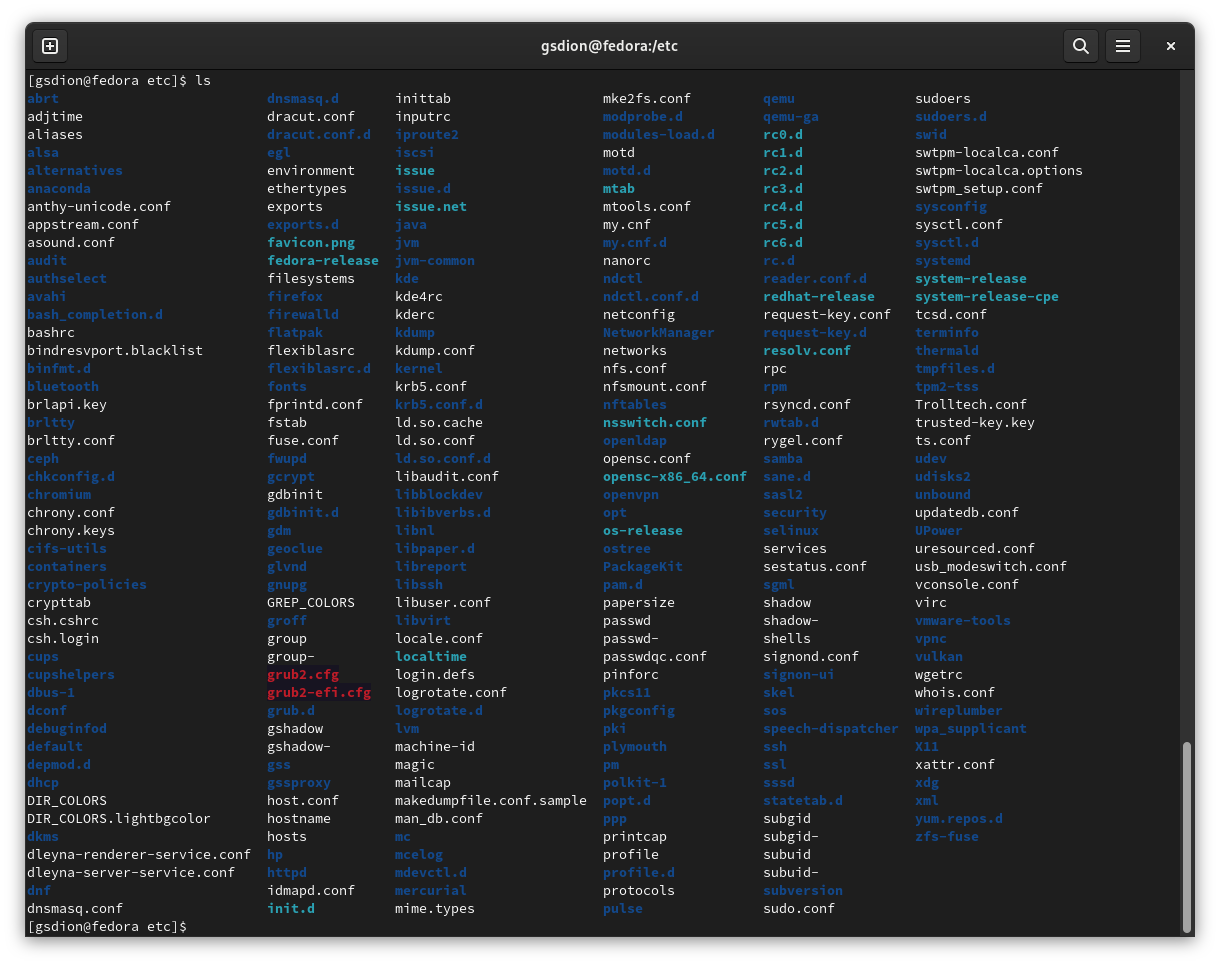 gsdion@fedora:/etc
[gsdion@fedora etc]$ ls
abrt dnsmasq.d inittab mke2fs.conf qemu sudoers
adjtime dracut.conf inputrc modprobe.d qemu-ga sudoers.d
aliases dracut.conf.d iproute2 modules-load.d rc0.d swid
alsa egl iscsi motd rc1.d swtpm-localca.conf
alternatives environment issue motd.d rc2.d swtpm-localca.options
anaconda ethertypes issue.d mtab rc3.d swtpm_setup.conf
anthy-unicode.conf exports issue.net mtools.conf rc4.d sysconfig
appstream.conf exports.d java my.cnf rc5.d sysctl.conf
asound.conf favicon.png jvm my.cnf.d rc6.d sysctl.d
audit fedora-release jvm-common nanorc rc.d systemd
authselect filesystems kde ndctl reader.conf.d system-release
avahi firefox kde4rc ndctl.conf.d redhat-release system-release-cpe
bash_completion.d firewalld kderc netconfig request-key.conf tcsd.conf
bashrc flatpak kdump NetworkManager request-key.d terminfo
bindresvport.blacklist flexiblasrc kdump.conf networks resolv.conf thermald
binfmt.d flexiblasrc.d kernel nfs.conf rpc tmpfiles.d
bluetooth fonts krb5.conf nfsmount.conf rpm tpm2-tss
brlapi.key fprintd.conf krb5.conf.d nftables rsyncd.conf Trolltech.conf
brltty fstab ld.so.cache nsswitch.conf rwtab.d trusted-key.key
brltty.conf fuse.conf ld.so.conf openldap rygel.conf ts.conf
ceph fwupd ld.so.conf.d opensc.conf samba udev
chkconfig.d gcrypt libaudit.conf opensc-x86_64.conf sane.d udisks2
chromium gdbinit libblockdev openvpn sasl2 unbound
chrony.conf gdbinit.d libibverbs.d opt security updatedb.conf
chrony.keys gdm libnl os-release selinux UPower
cifs-utils geoclue libpaper.d ostree services uresourced.conf
containers glvnd libreport PackageKit sestatus.conf usb_modeswitch.conf
crypto-policies gnupg libssh pam.d sgml vconsole.conf
crypttab GREP_COLORS libuser.conf papersize shadow virc
csh.cshrc groff libvirt passwd shadow- vmware-tools
csh.login group locale.conf passwd- shells vpnc
cups group- localtime passwdqc.conf signond.conf vulkan
cupshelpers grub2.cfg login.defs pinforc signon-ui wgetrc
dbus-1 grub2-efi.cfg logrotate.conf pkcs11 skel whois.conf
dconf grub.d logrotate.d pkgconfig sos wireplumber
debuginfod gshadow lvm pki speech-dispatcher wpa_supplicant
default gshadow- machine-id plymouth ssh X11
depmod.d gss magic pm ssl xattr.conf
dhcp gssproxy mailcap polkit-1 sssd xdg
DIR_COLORS host.conf makedumpfile.conf.sample popt.d statetab.d xml
DIR_COLORS.lightbgcolor hostname man_db.conf ppp subgid yum.repos.d
dkms hosts mc printcap subgid- zfs-fuse
dleyna-renderer-service.conf hp mcelog profile subuid
dleyna-server-service.conf httpd mdevctl.d profile.d subuid-
dnf idmapd.conf mercurial protocols subversion
dnsmasq.conf init.d mime.types pulse sudo.conf
[gsdion@fedora etc]$